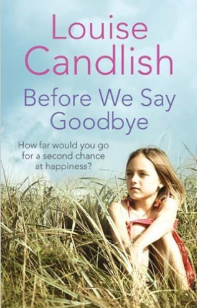 Louise
Candlish
Before We Say
Goodbye
How far would you go
for a second chance
at happiness?